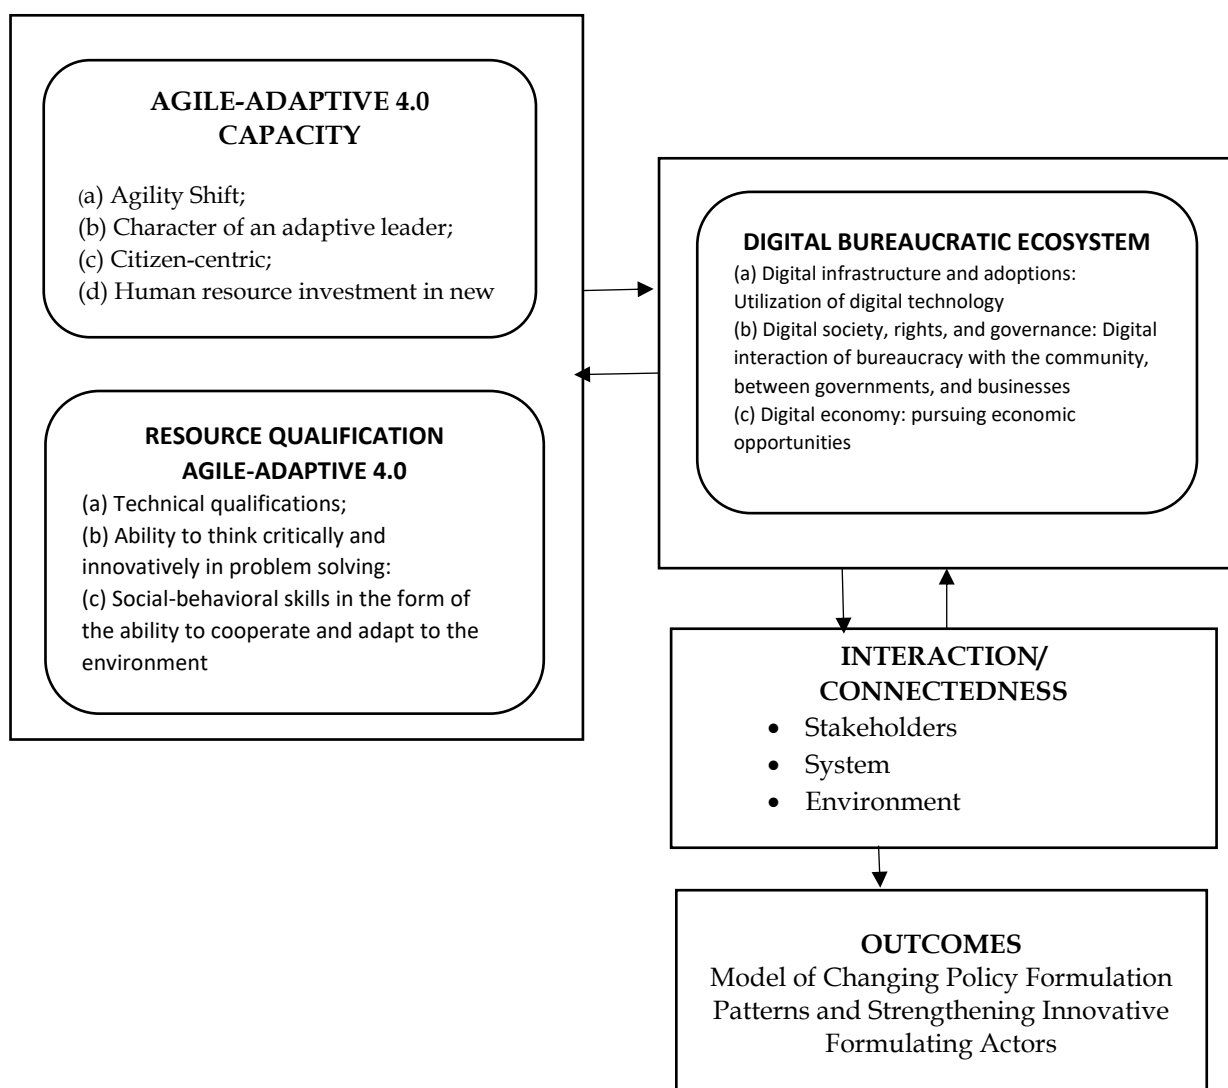 AGILE-ADAPTIVE 4.0
CAPACITY
(a) Agility Shift;
(b) Character of an adaptive leader;
(c) Citizen-centric;
(d) Human resource investment in new
RESOURCE QUALIFICATION
AGILE-ADAPTIVE 4.0
(a) Technical qualifications;
(b) Ability to think critically and
innovatively in problem solving:
(c) Social-behavioral skills in the form of
the ability to cooperate and adapt to the
environment
DIGITAL BUREAUCRATIC ECOSYSTEM
(a) Digital infrastructure and adoptions:
Utilization of digital technology
(b) Digital society, rights, and governance: Digital
interaction of bureaucracy with the community,
between governments, and businesses
(c) Digital economy: pursuing economic
opportunities
INTERACTION/
CONNECTEDNESS
• Stakeholders
• System
• Environment
OUTCOMES
Model of Changing Policy Formulation
Patterns and Strengthening Innovative
Formulating Actors